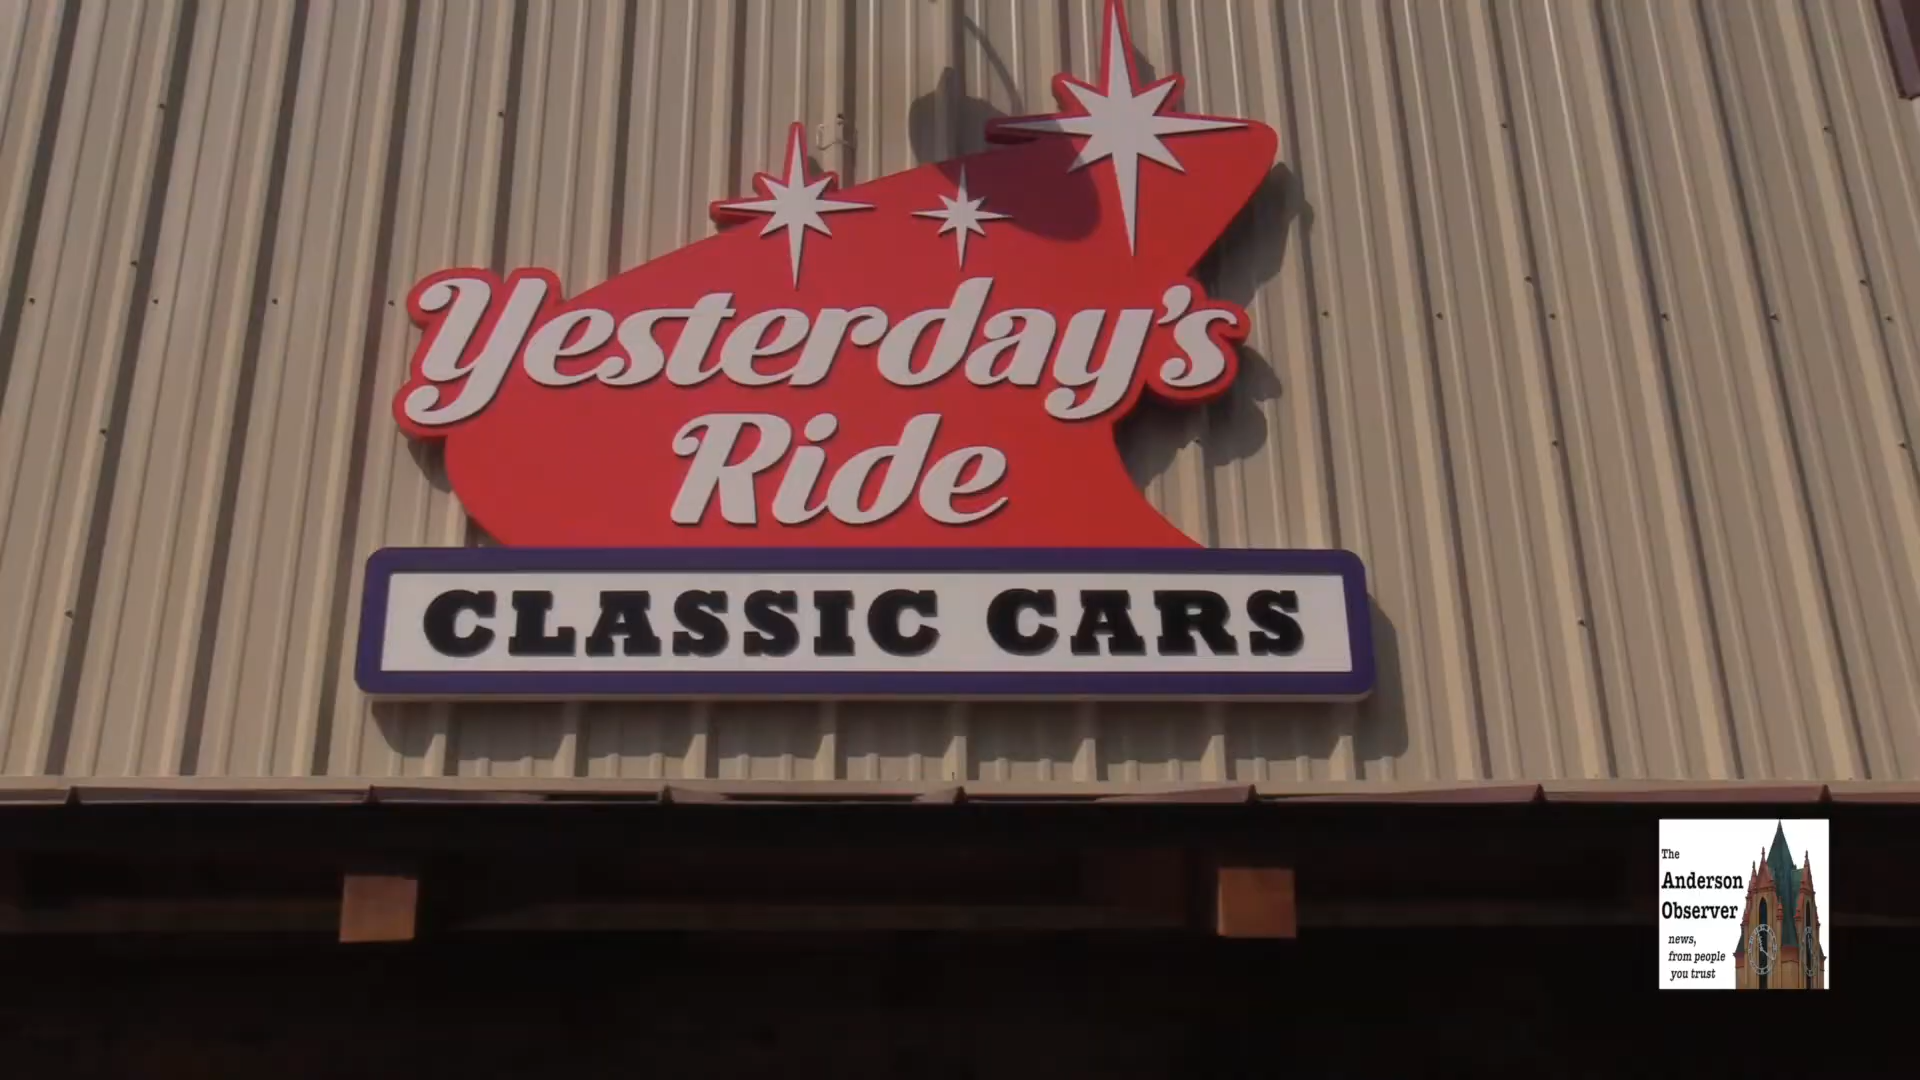 Yesterday's
Ride
CLASSIC CARS
The
Anderson
Observer
news,
from people
you trust